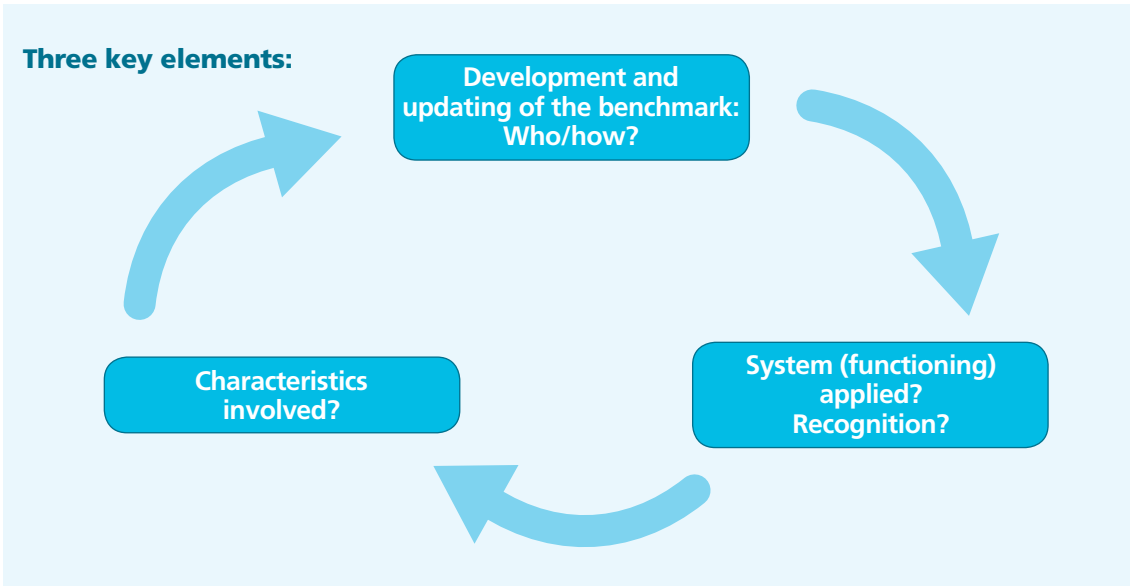 Three key elements:
Development and
updating of the benchmark:
Who/how?
System (functioning)
applied?
Recognition?
Characteristics
involved?